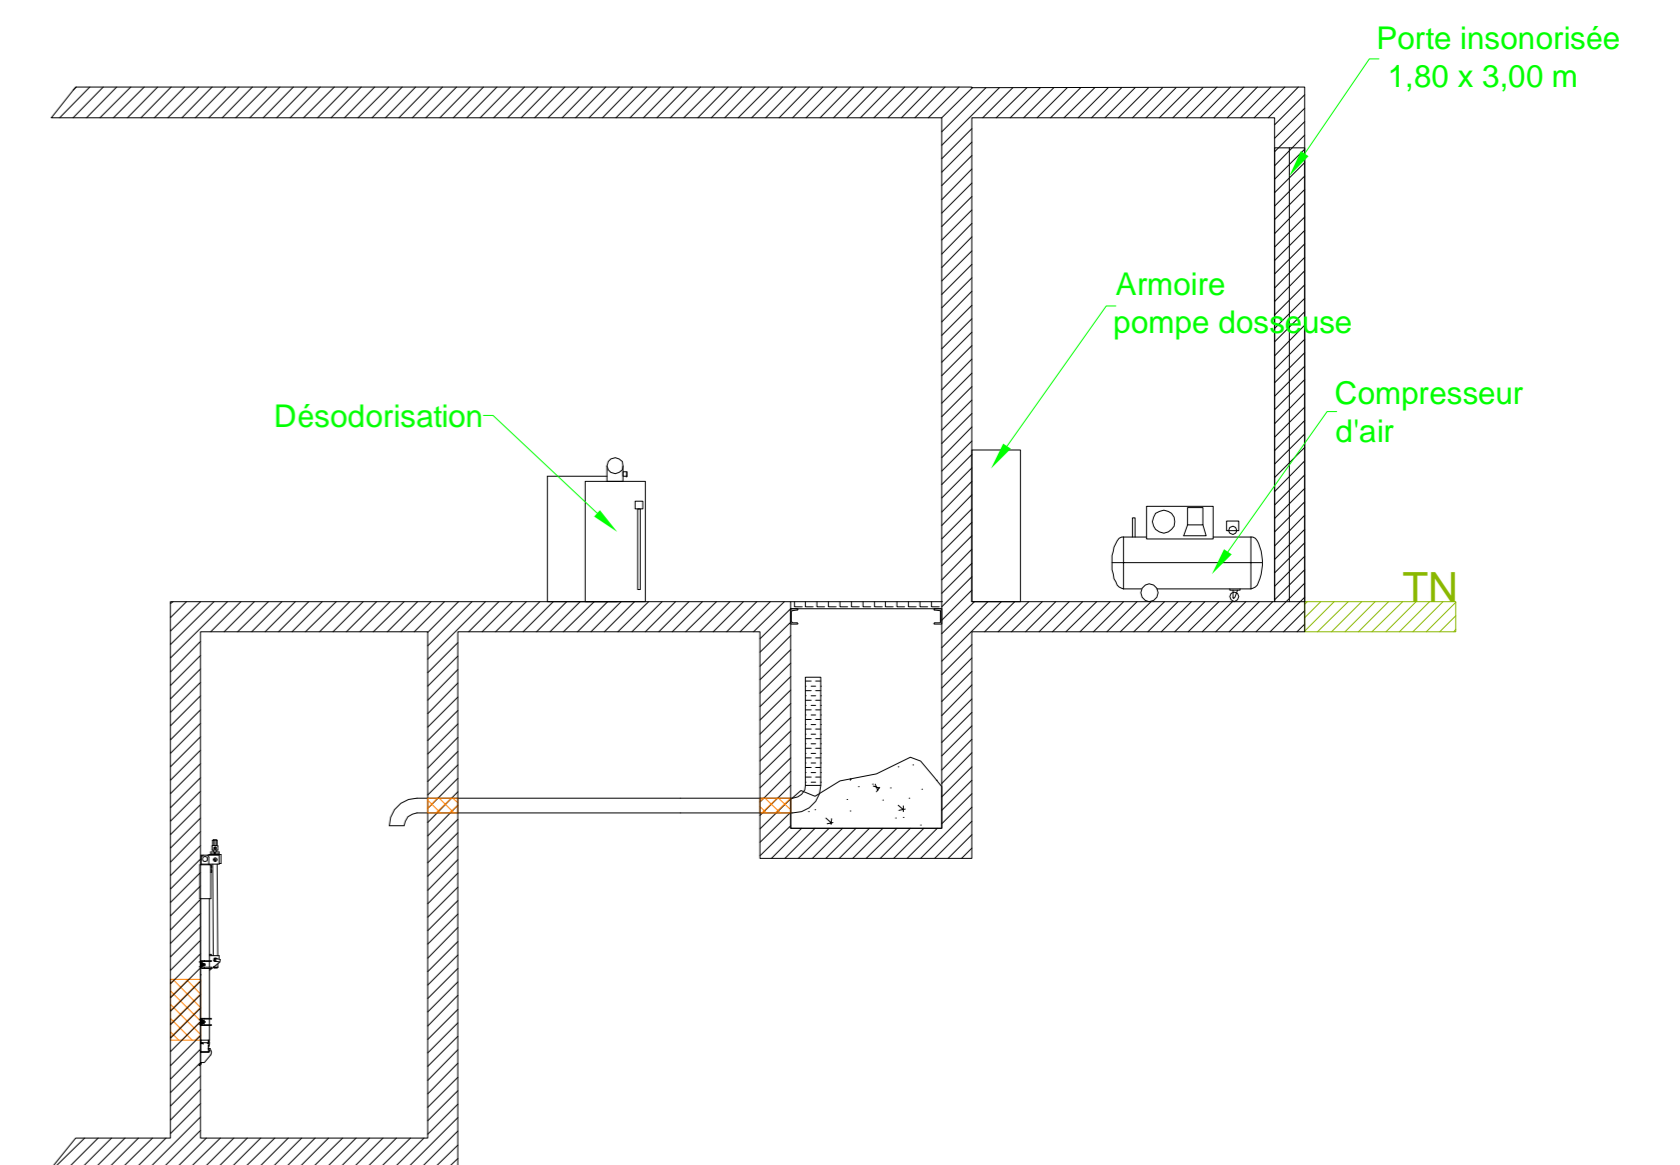 Porte insonorisée
1,80 x 3,00 m
Armoire
pompe dosseuse
Compresseur
d'air
Désodorisation
TN